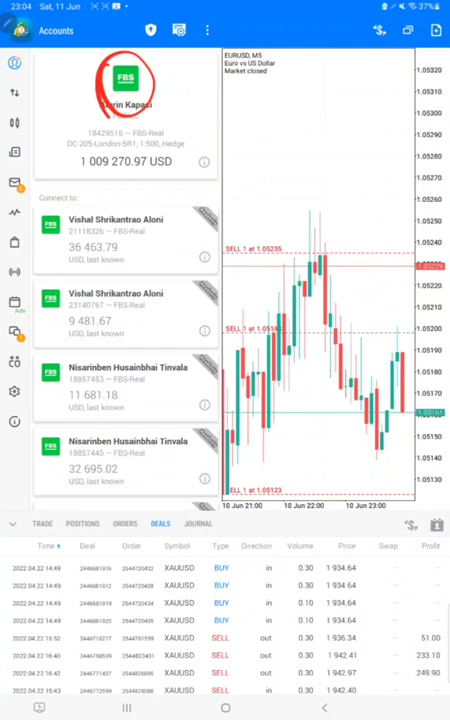 23:04 Sat, 11 Jun
37%
Accounts
FBS
Kapasi
18429516 — FBS-Real
DC-205-London-5R1, 1:500, Hedge
1 009 270.97 USD
Connect to:
FBS
Vishal Shrikantrao Aloni
21118326 — FBS-Real
36 463.79
USD, last known
FBS
Vishal Shrikantrao Aloni
23140767 — FBS-Real
9 481.67
USD, last known
FBS
Nisarinben Husainbhai Tinvala
18857453 — FBS-Real
11 681.18
USD, last known
FBS
Nisarinben Husainbhai Tinvala
18857445 — FBS-Real
32 695.02
USD, last known
Ads
EURUSD, M5
Euro vs US Dollar
Market closed
1.05320
1.05310
1.05300
1.05290
1.05280
1.05270
1.05260
1.05250
1.05240
SELL 1 at 1.05235
1.05220
1.05210
1.05200
1.05190
1.05180
1.05170
1.05161
1.05150
1.05140
1.05130
SELL 1 at 1.05123
10 Jun 21:00
10 Jun 22:00
10 Jun 23:00
TRADE POSITIONS ORDERS DEALS JOURNAL
Time Deal Order Symbol Type Direction Volume Price Swap Profit
2022.04.22 14:49 2446681916 2544720422 XAUUSD BUY in 0.30 1 934.64
2022.04.22 14:49 2446681912 2544720428 XAUUSD BUY in 0.30 1 934.64
2022.04.22 14:49 2446681919 2544720434 XAUUSD BUY in 0.10 1 934.64
2022.04.22 14:49 2446681920 2544720435 XAUUSD BUY in 0.10 1 934.64
2022.04.22 15:52 2446716217 2544761559 XAUUSD SELL out 0.30 1 936.34 51.00
2022.04.22 16:40 2446768599 2544823431 XAUUSD SELL out 0.30 1 942.41 233.10
2022.04.22 16:42 2446771437 2544826695 XAUUSD SELL out 0.30 1 942.97 249.90
2022.04.22 16:43 2446772599 2544828088 XAUUSD SELL out 0.10 1 942.40